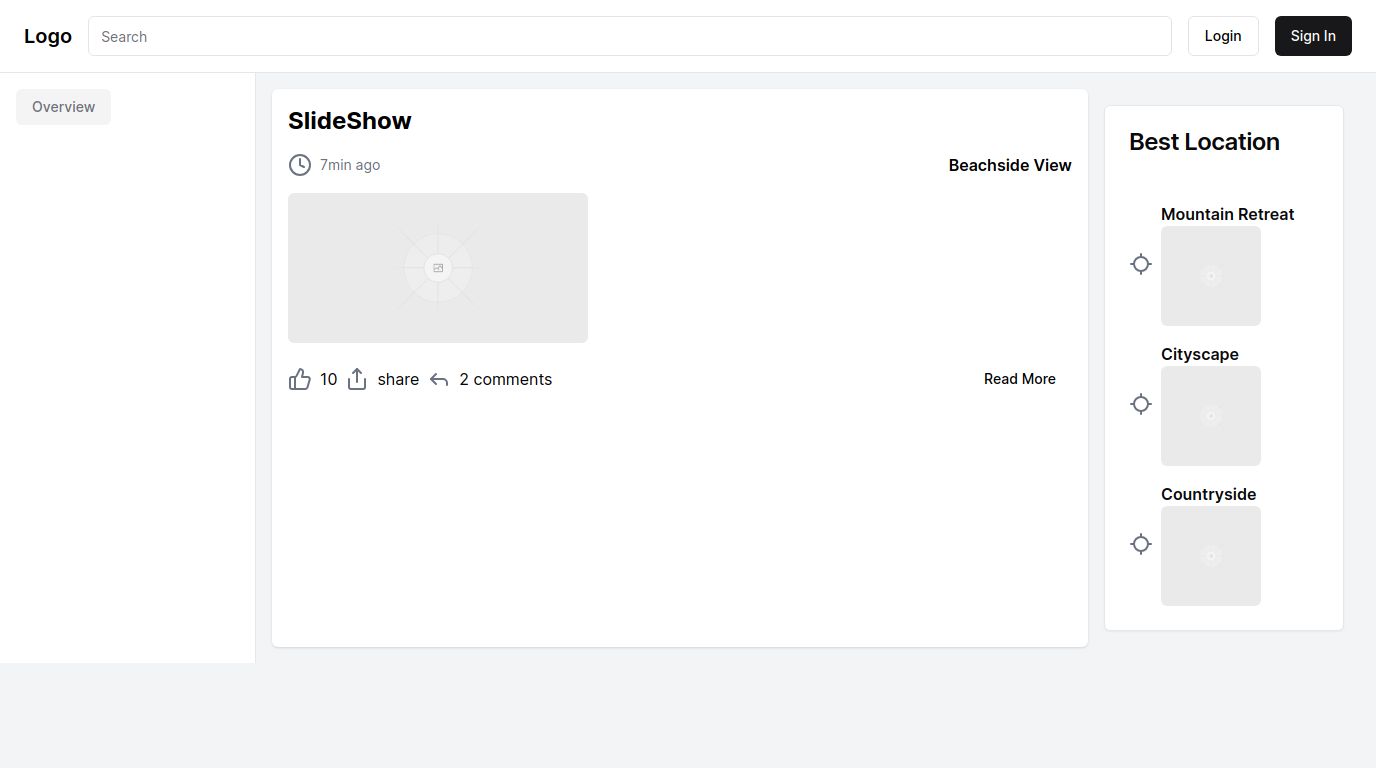 Logo
Search
Login
Sign In
Overview
SlideShow
7min ago
Beachside View
10
share
2 comments
Read More
Best Location
Mountain Retreat
Cityscape
Countryside